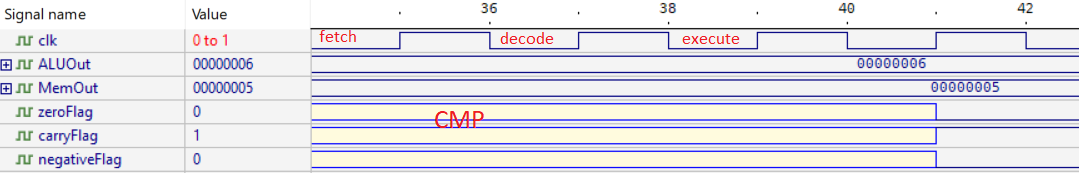 Signal name Value 36 38 40 42
clk 0 to 1 fetch decode execute
ALUOut 00000006 00000006
MemOut 00000005 00000005
zeroFlag 0
CMP
carryFlag 1
negativeFlag 0